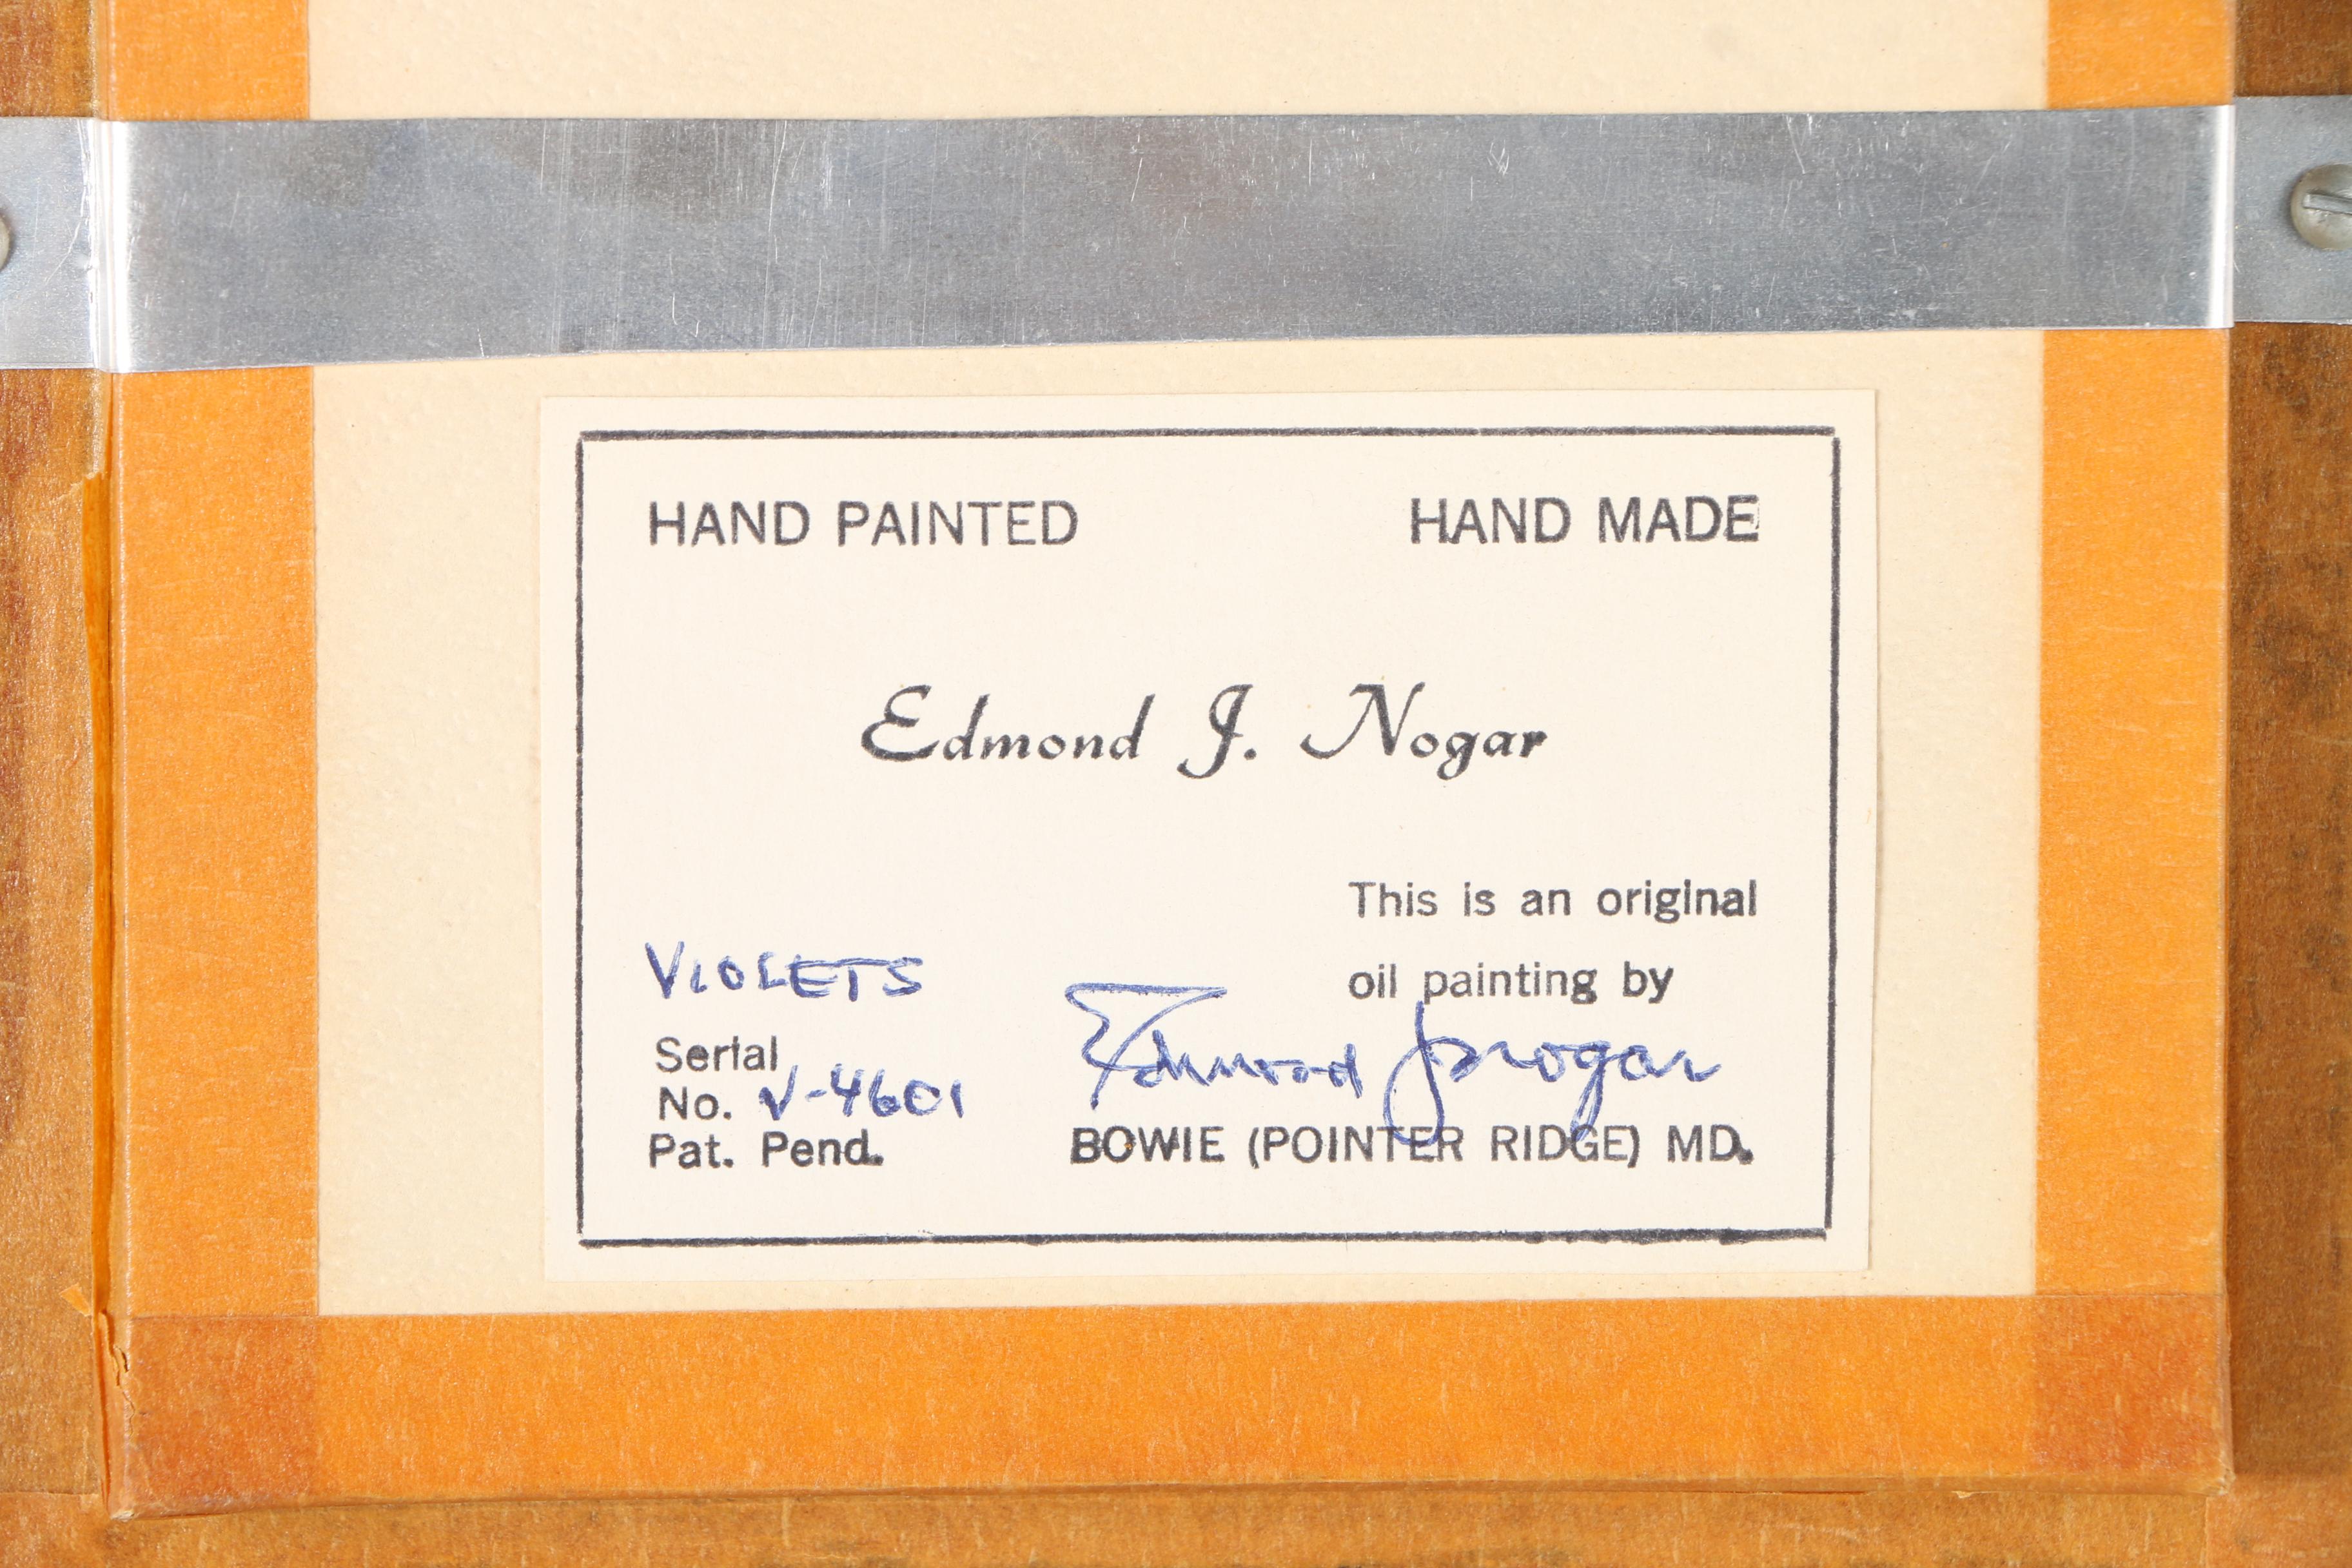 HAND PAINTED HAND MADE
Edmond J. Nogar
This is an original
oil painting by
VIOLETS
Edmond J Nogar
Serial
No. V-4601
Pat. Pend.
BOWIE (POINTER RIDGE) MD.